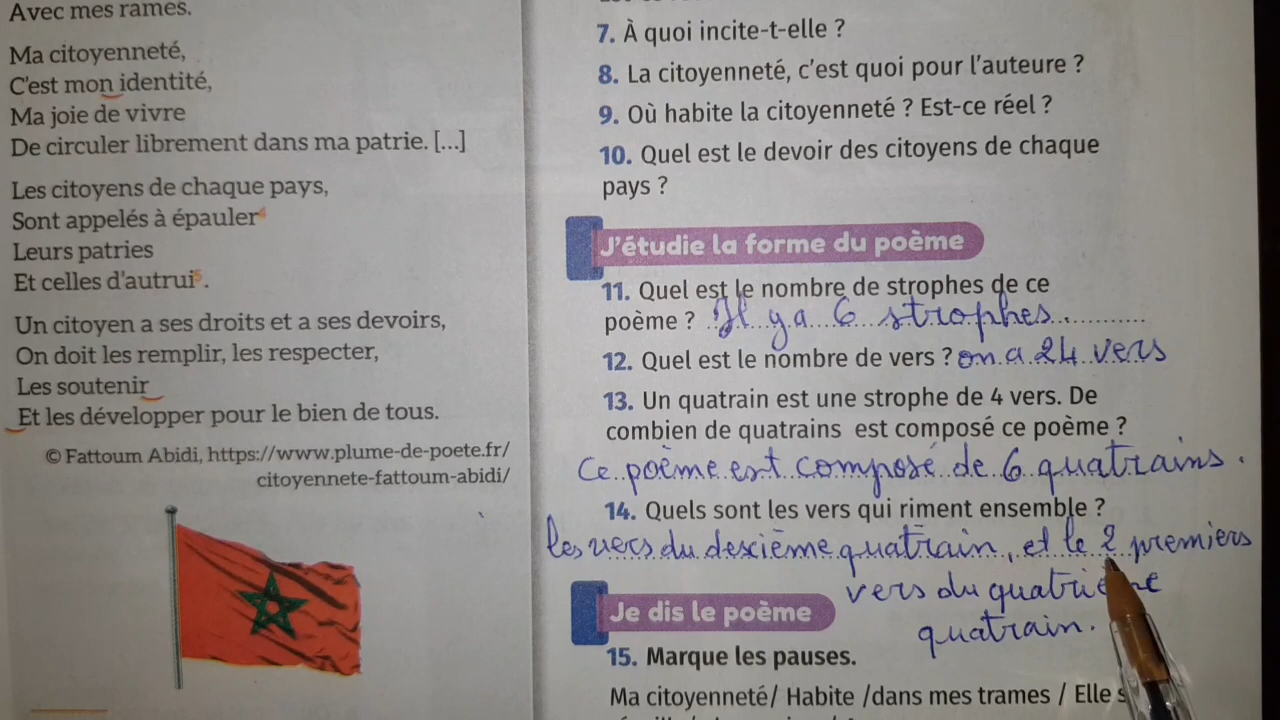 Avec mes rames.
Ma citoyenneté,
C'est mon identité,
Ma joie de vivre
De circuler librement dans ma patrie. [...]
Les citoyens de chaque pays,
Sont appelés à épauler4
Leurs patries
Et celles d'autrui5.
Un citoyen a ses droits et a ses devoirs,
On doit les remplir, les respecter,
Les soutenir
Et les développer pour le bien de tous.
© Fattoum Abidi, https://www.plume-de-poete.fr/
citoyennete-fattoum-abidi/
7. À quoi incite-t-elle ?
8. La citoyenneté, c'est quoi pour l'auteure ?
9. Où habite la citoyenneté ? Est-ce réel ?
10. Quel est le devoir des citoyens de chaque
pays ?
J'étudie la forme du poème
11. Quel est le nombre de strophes de ce
poème ? Il y a 6 strophes.
12. Quel est le nombre de vers ? on a 24 vers
13. Un quatrain est une strophe de 4 vers. De
combien de quatrains est composé ce poème ?
Ce poème est composé de 6 quatrains.
14. Quels sont les vers qui riment ensemble ?
les vers du dexième quatrain, et le 2 premiers
vers du
quatrain.
Je dis le poème
15. Marque les pauses.
Ma citoyenneté/ Habite /dans mes trames / Elle